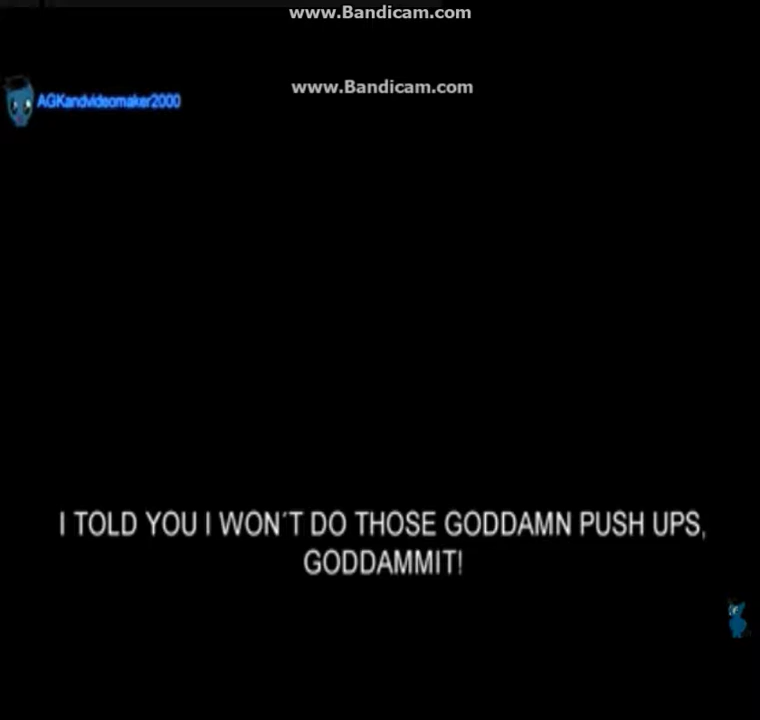 www.Bandicam.com
www.Bandicam.com
AGKandvideomaker2000
I TOLD YOU I WON´T DO THOSE GODDAMN PUSH UPS,
GODDAMMIT!